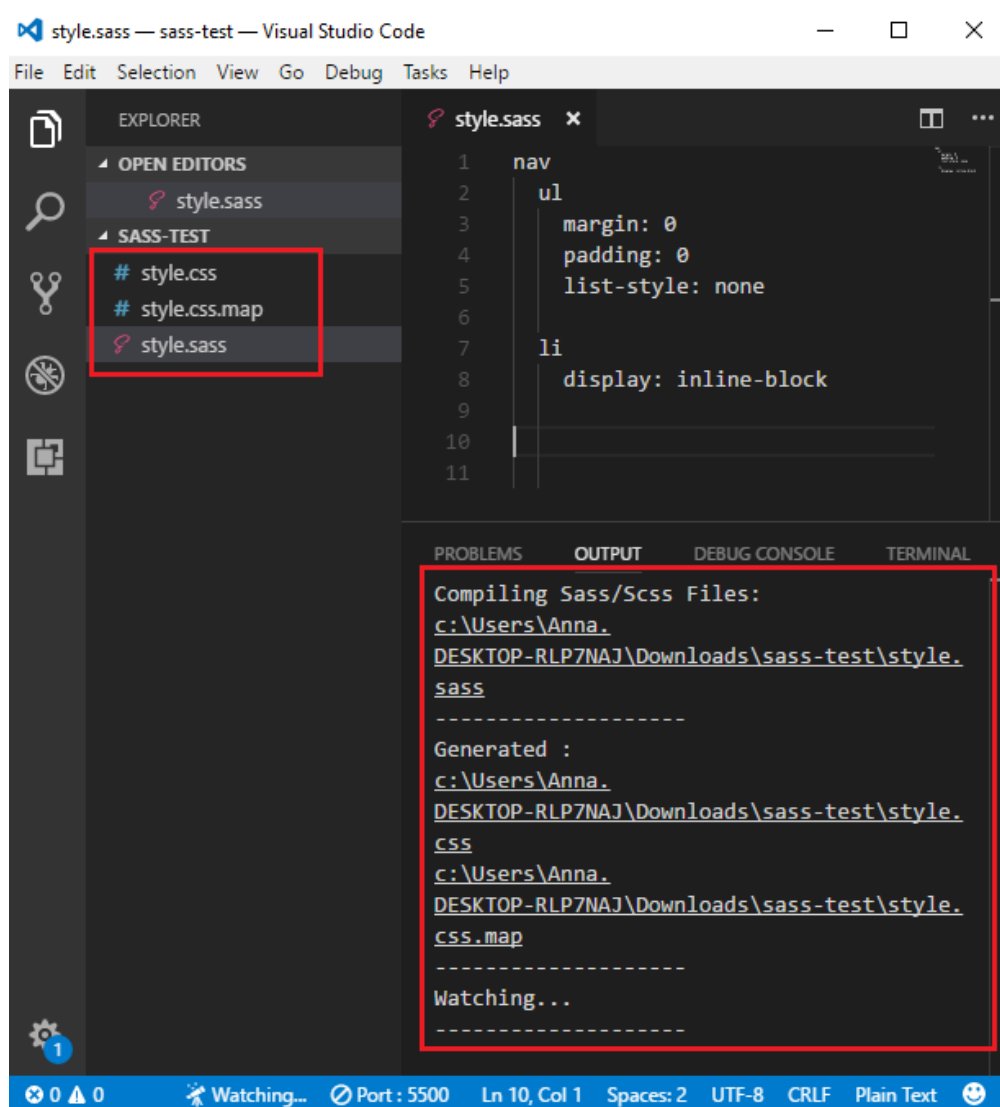 style.sass — sass-test — Visual Studio Code
File Edit Selection View Go Debug Tasks Help
EXPLORER
OPEN EDITORS
style.sass
SASS-TEST
# style.css
# style.css.map
style.sass
style.sass
1 nav
2 ul
3 margin: 0
4 padding: 0
5 list-style: none
6
7 li
8 display: inline-block
9
10
11
PROBLEMS OUTPUT DEBUG CONSOLE TERMINAL
Compiling Sass/Scss Files:
c:\Users\Anna.
DESKTOP-RLP7NAJ\Downloads\sass-test\style.
sass
--------------------
Generated :
c:\Users\Anna.
DESKTOP-RLP7NAJ\Downloads\sass-test\style.
css
c:\Users\Anna.
DESKTOP-RLP7NAJ\Downloads\sass-test\style.
css.map
--------------------
Watching...
--------------------
1
0 0 Watching... Port : 5500 Ln 10, Col 1 Spaces: 2 UTF-8 CRLF Plain Text